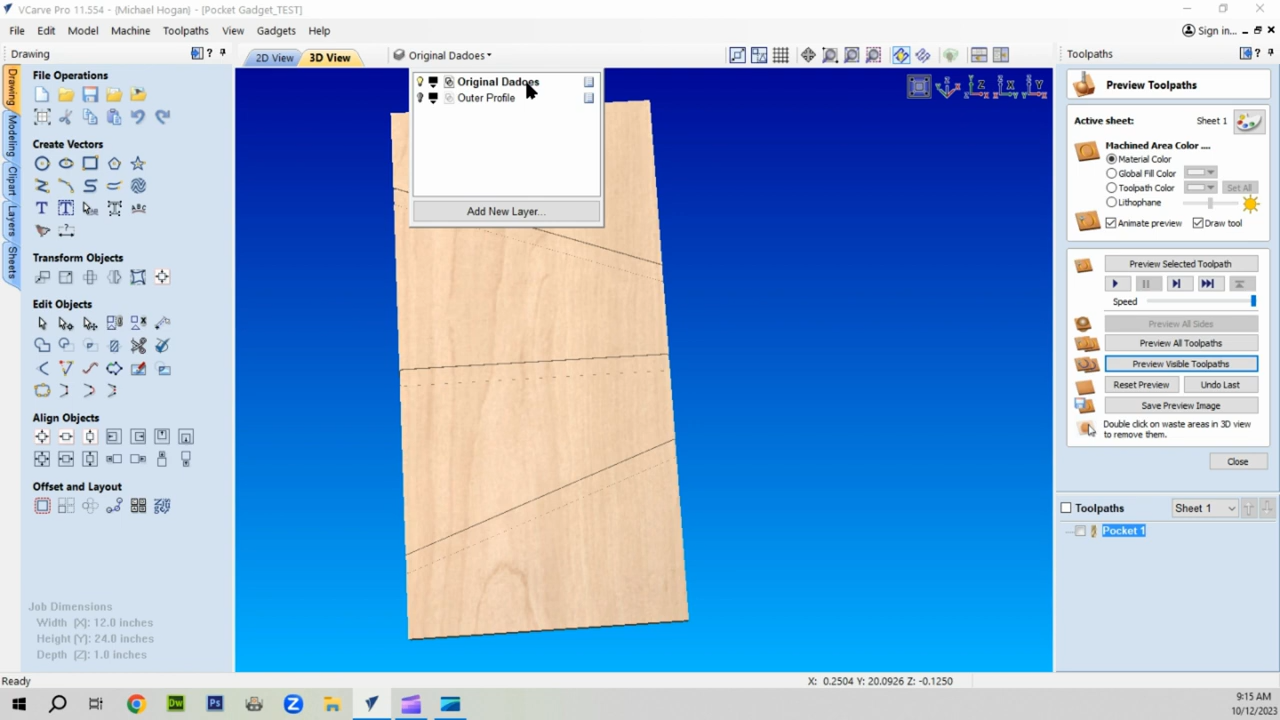 VCarve Pro 11.554 - {Michael Hogan} - [Pocket Gadget_TEST]
File Edit Model Machine Toolpaths View Gadgets Help
Sign in...
Drawing
2D View
3D View
Original Dadoes
Toolpaths
Drawing
Modeling
Clipart
Layers
Sheets
File Operations
Create Vectors
Transform Objects
Edit Objects
Align Objects
Offset and Layout
Job Dimensions
Width (X): 12.0 inches
Height (Y): 24.0 inches
Depth (Z): 1.0 inches
Original Dadoes
Outer Profile
Add New Layer...
Preview Toolpaths
Active sheet: Sheet 1
Machined Area Color ....
Material Color
Global Fill Color
Toolpath Color
Set All
Lithophane
Animate preview
Draw tool
Preview Selected Toolpath
Speed
Preview All Sides
Preview All Toolpaths
Preview Visible Toolpaths
Reset Preview
Undo Last
Save Preview Image
Double click on waste areas in 3D view
to remove them.
Close
Toolpaths
Sheet 1
Pocket 1
Ready
X: 0.2504 Y: 20.0926 Z: -0.1250
9:15 AM
10/12/2023